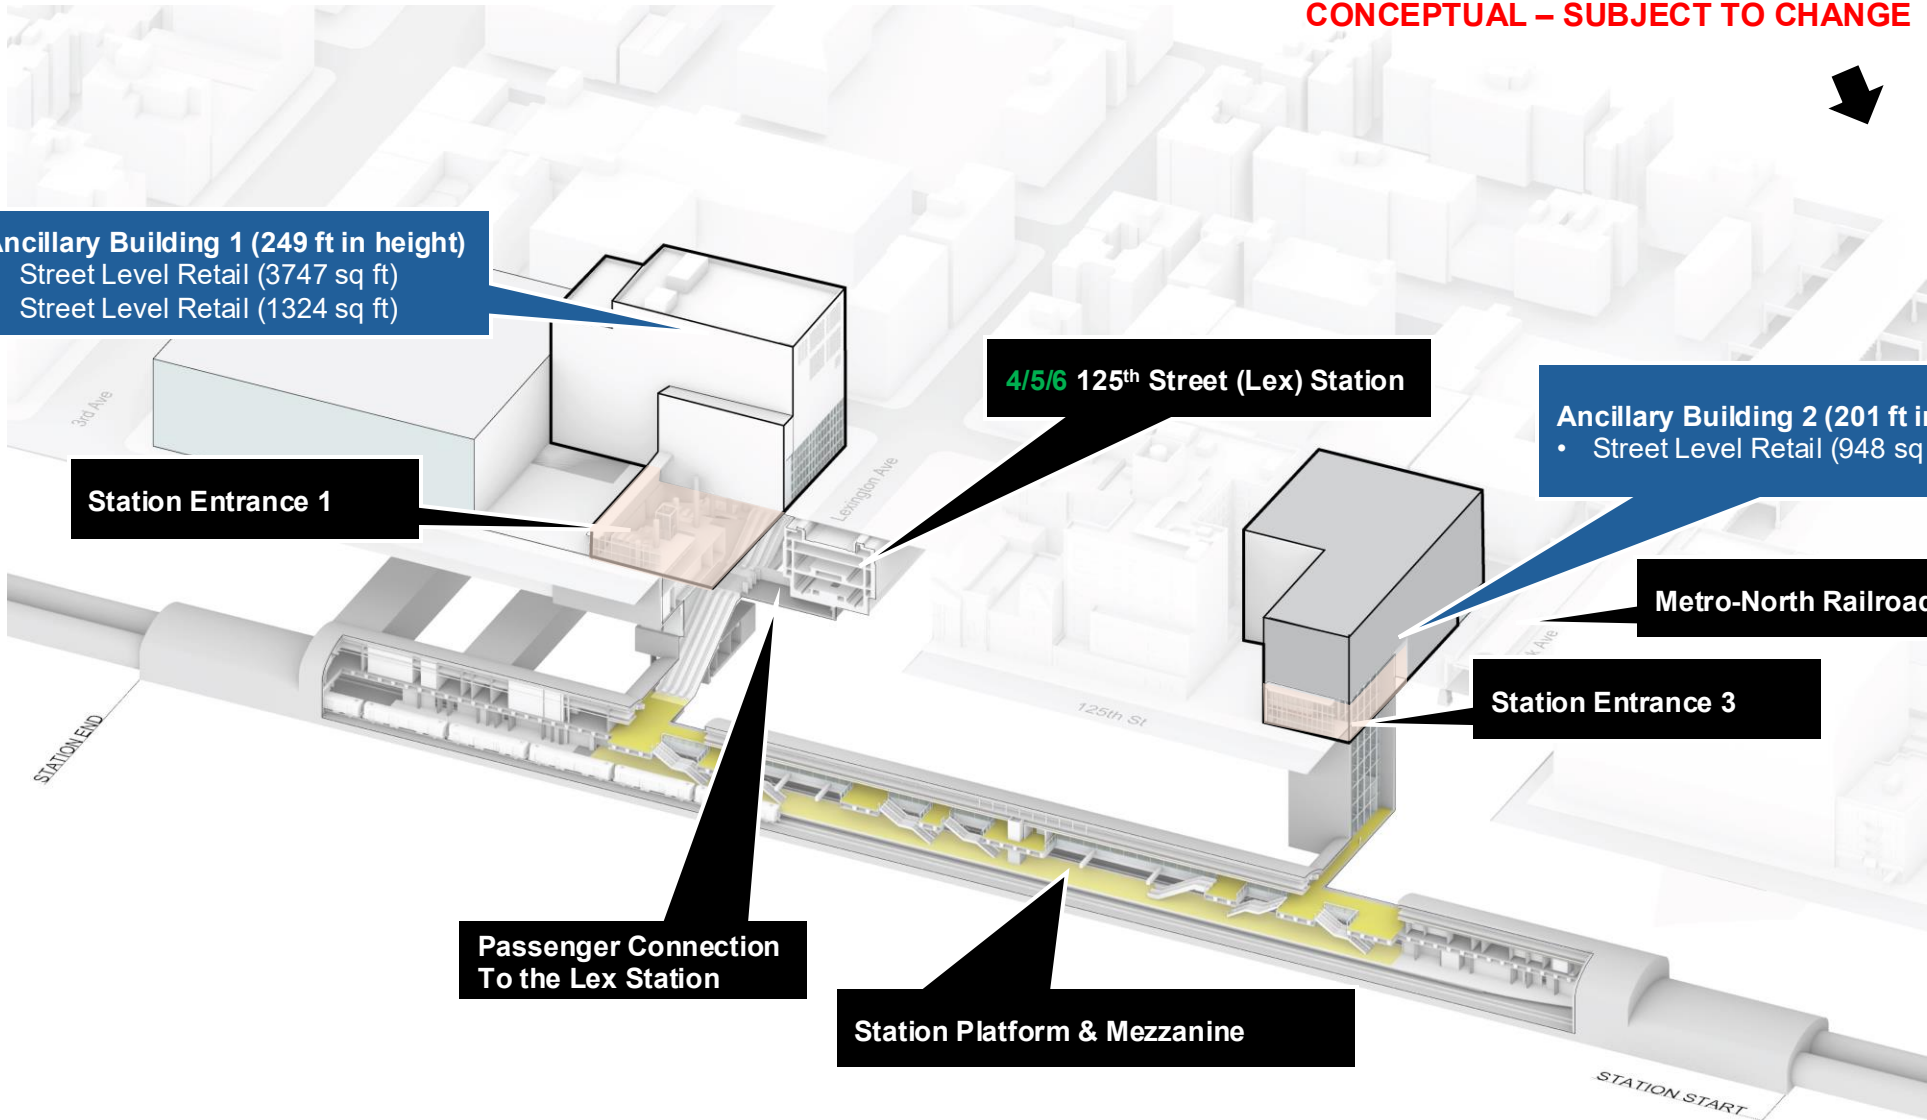 CONCEPTUAL – SUBJECT TO CHANGE
Ancillary Building 1 (249 ft in height)
Street Level Retail (3747 sq ft)
Street Level Retail (1324 sq ft)
4/5/6 125th Street (Lex) Station
Ancillary Building 2 (201 ft
• Street Level Retail (948 sq
3rd Ave
Lexington Ave
Station Entrance 1
Metro-North Railroad
Ave
Station Entrance 3
125th St
STATION END
Passenger Connection
To the Lex Station
Station Platform & Mezzanine
STATION START